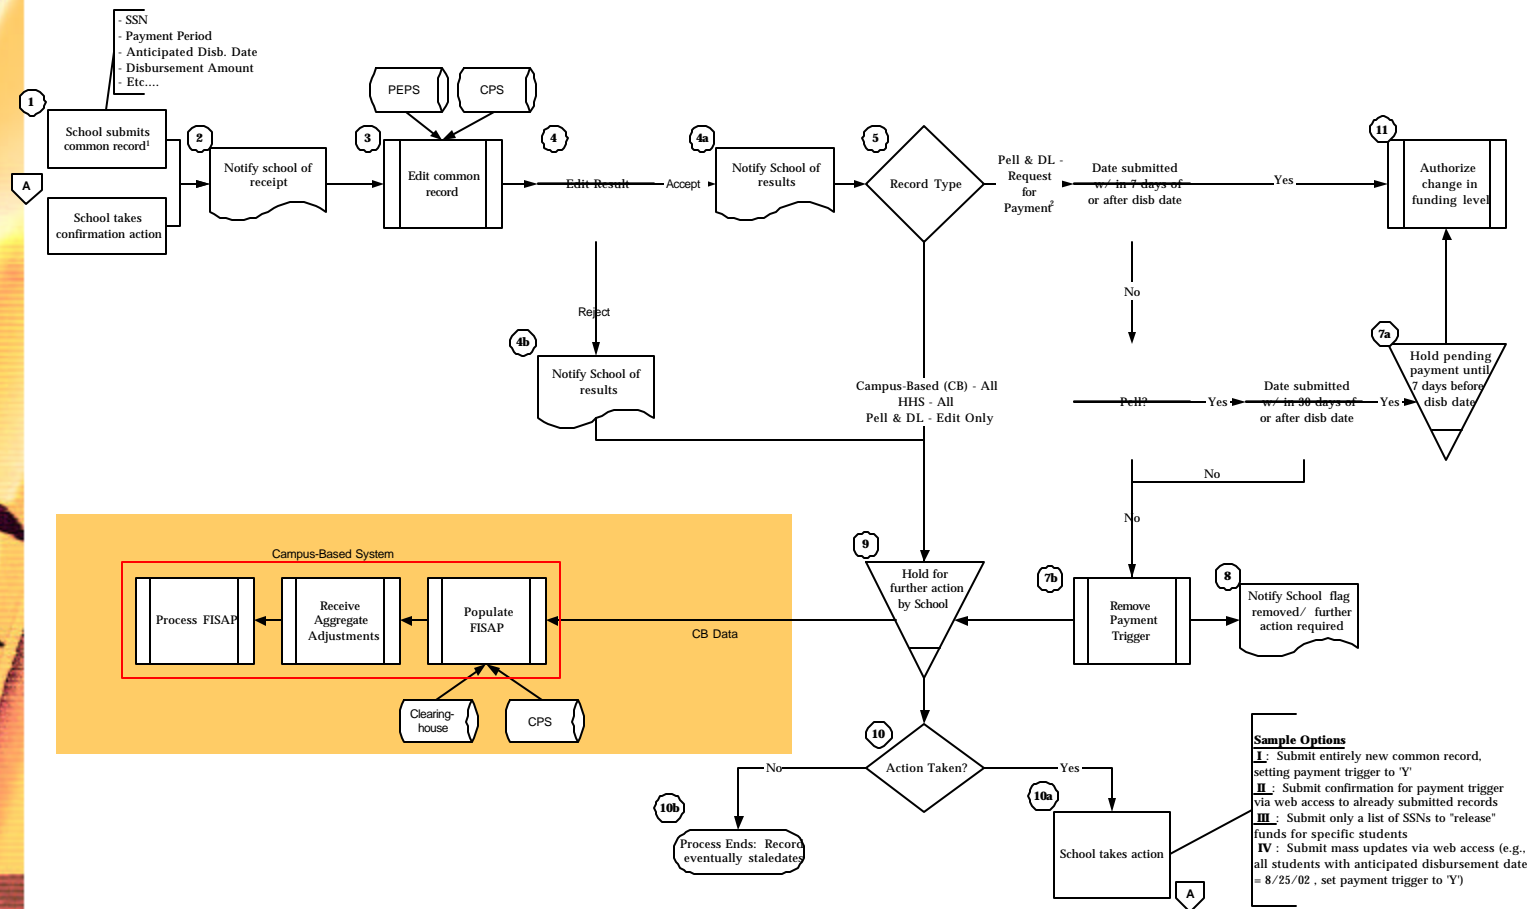 - SSN
- Payment Period
- Anticipated Disb. Date
- Disbursement Amount
- Etc....
1
School submits
common record1
A
School takes
confirmation action
2
Notify school of
receipt
PEPS
CPS
3
Edit common
record
4
Edit Result
Accept
4a
Notify School of
results
5
Record Type
Pell & DL -
Request
for
Payment2
Date submitted
w/ in 7 days of
or after disb date
Yes
11
Authorize
change in
funding level
Reject
4b
Notify School of
results
No
Campus-Based (CB) - All
HHS - All
Pell & DL - Edit Only
Pell?
Yes
Date submitted
w/ in 30 days of
or after disb date
Yes
7a
Hold pending
payment until
7 days before
disb date
No
No
Campus-Based System
Process FISAP
Receive
Aggregate
Adjustments
Populate
FISAP
CB Data
Clearing-
house
CPS
9
Hold for
further action
by School
7b
Remove
Payment
Trigger
8
Notify School flag
removed/ further
action required
10
Action Taken?
No
Yes
10b
Process Ends: Record
eventually staledates
10a
School takes action
A
Sample Options
I : Submit entirely new common record,
setting payment trigger to 'Y'
II : Submit confirmation for payment trigger
via web access to already submitted records
III : Submit only a list of SSNs to "release"
funds for specific students
IV : Submit mass updates via web access (e.g.,
all students with anticipated disbursement date
= 8/25/02 , set payment trigger to 'Y')